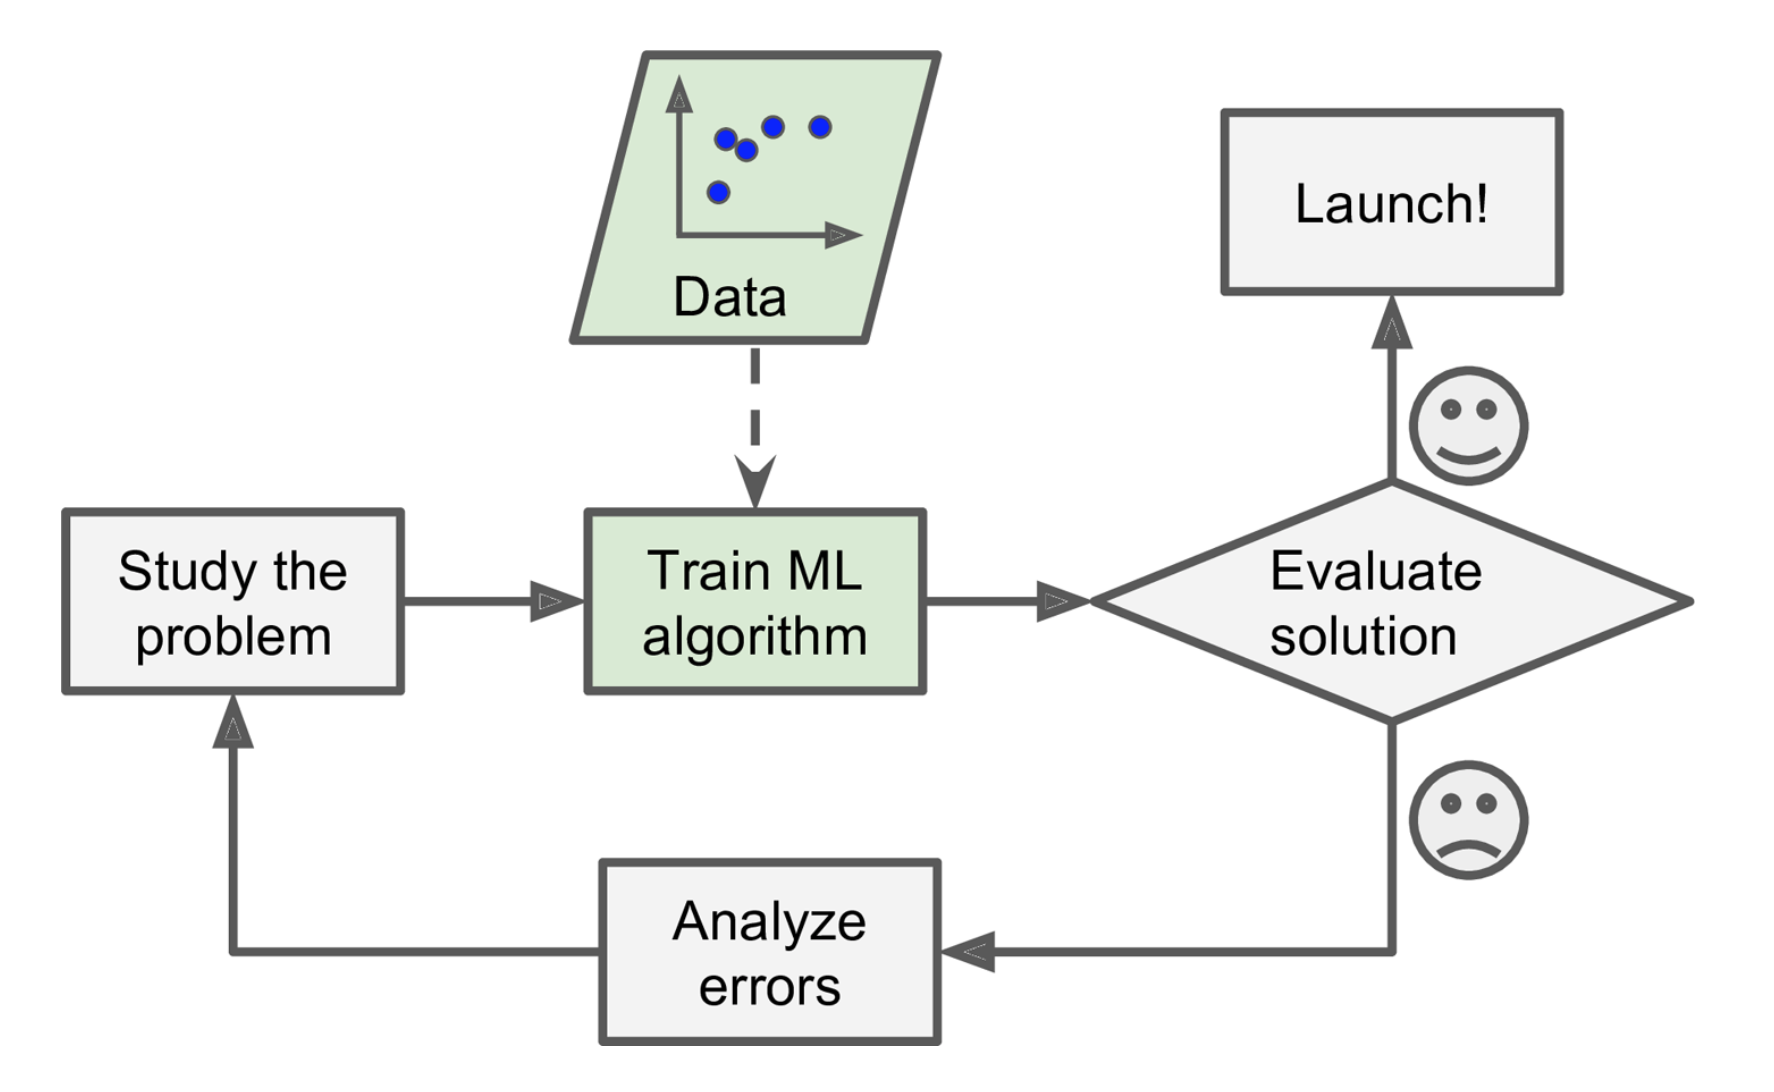 Data
Launch!
Study the
problem
Train ML
algorithm
Evaluate
solution
Analyze
errors